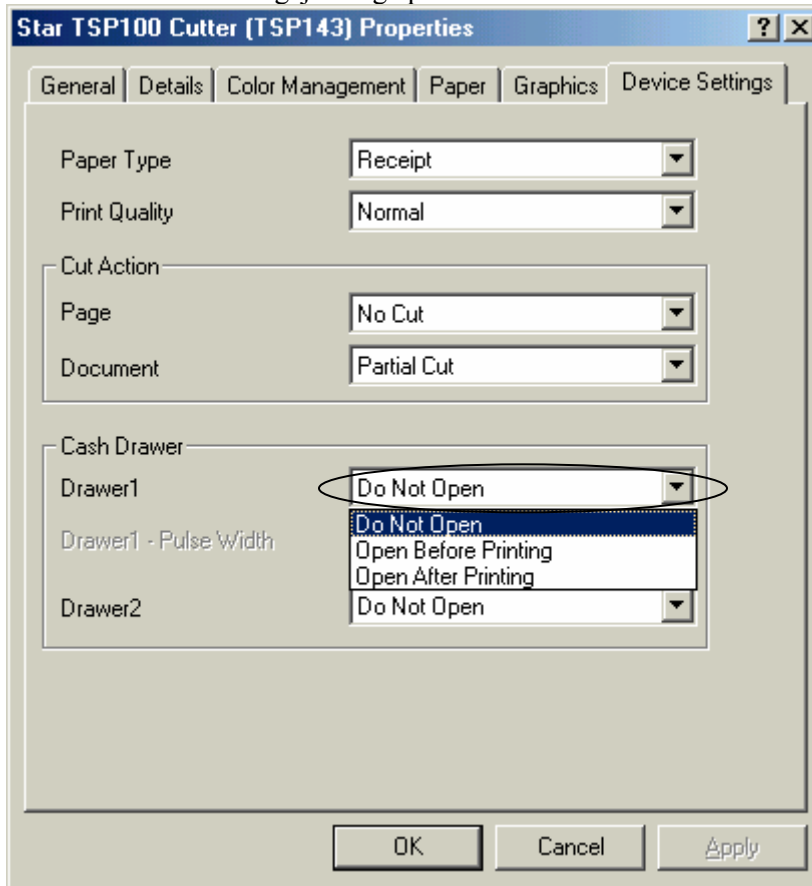 Star TSP100 Cutter (TSP143) Properties
General Details Color Management Paper Graphics Device Settings
Paper Type Receipt
Print Quality Normal
Cut Action
Page No Cut
Document Partial Cut
Cash Drawer
Drawer1 Do Not Open
Do Not Open
Drawer1 - Pulse Width
Open Before Printing
Open After Printing
Drawer2 Do Not Open
OK Cancel Apply